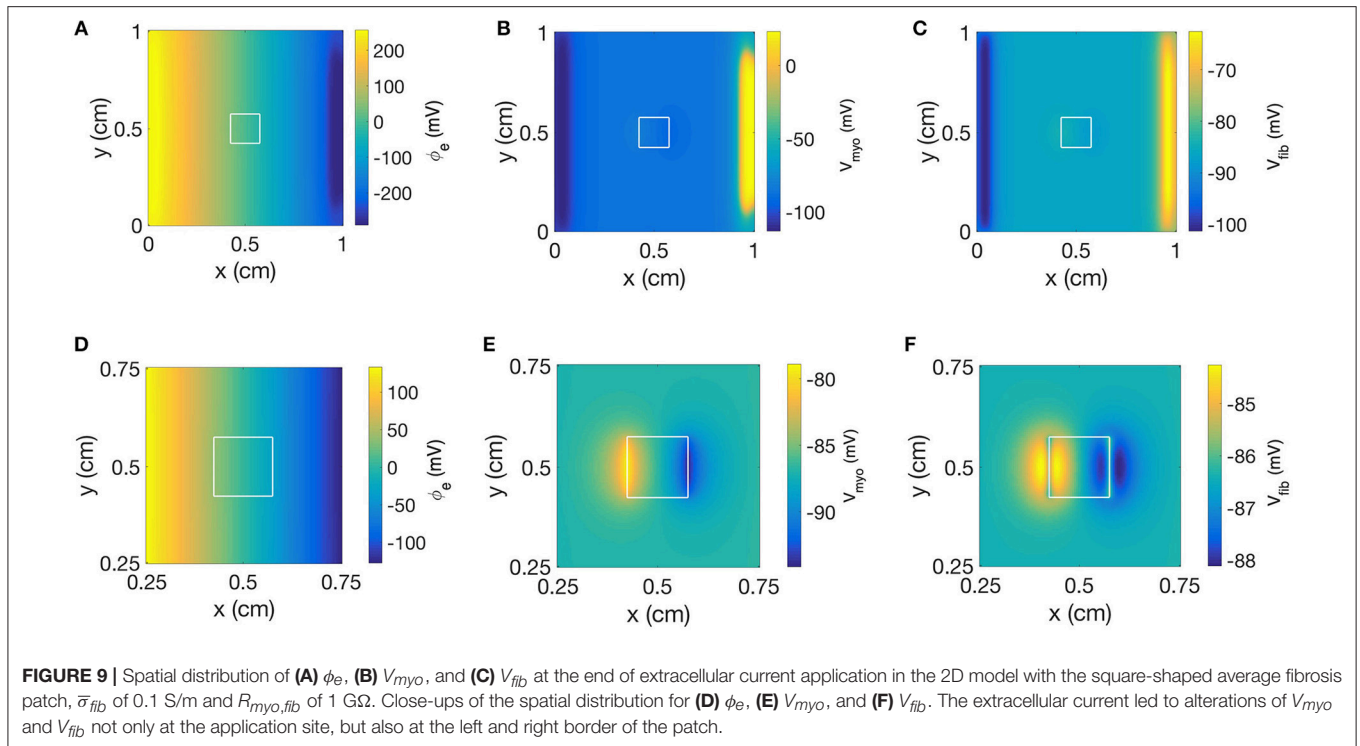 A
1
0.5
0
y (cm)
0
0.5
1
x (cm)
200
100
0
-100
-200
ϕe (mV)
B
1
0.5
0
y (cm)
0
0.5
1
x (cm)
0
-50
-100
Vmyo (mV)
C
1
0.5
0
y (cm)
0
0.5
1
x (cm)
-70
-80
-90
-100
Vfib (mV)
D
0.75
0.5
0.25
y (cm)
0.25
0.5
0.75
x (cm)
100
50
0
-50
-100
ϕe (mV)
E
0.75
0.5
0.25
y (cm)
0.25
0.5
0.75
x (cm)
-80
-85
-90
Vmyo (mV)
F
0.75
0.5
0.25
y (cm)
0.25
0.5
0.75
x (cm)
-85
-86
-87
-88
Vfib (mV)
FIGURE 9 | Spatial distribution of (A) ϕe, (B) Vmyo, and (C) Vfib at the end of extracellular current application in the 2D model with the square-shaped average fibrosis
patch, σ̅fib of 0.1 S/m and Rmyo,fib of 1 GΩ. Close-ups of the spatial distribution for (D) ϕe, (E) Vmyo, and (F) Vfib. The extracellular current led to alterations of Vmyo
and Vfib not only at the application site, but also at the left and right border of the patch.